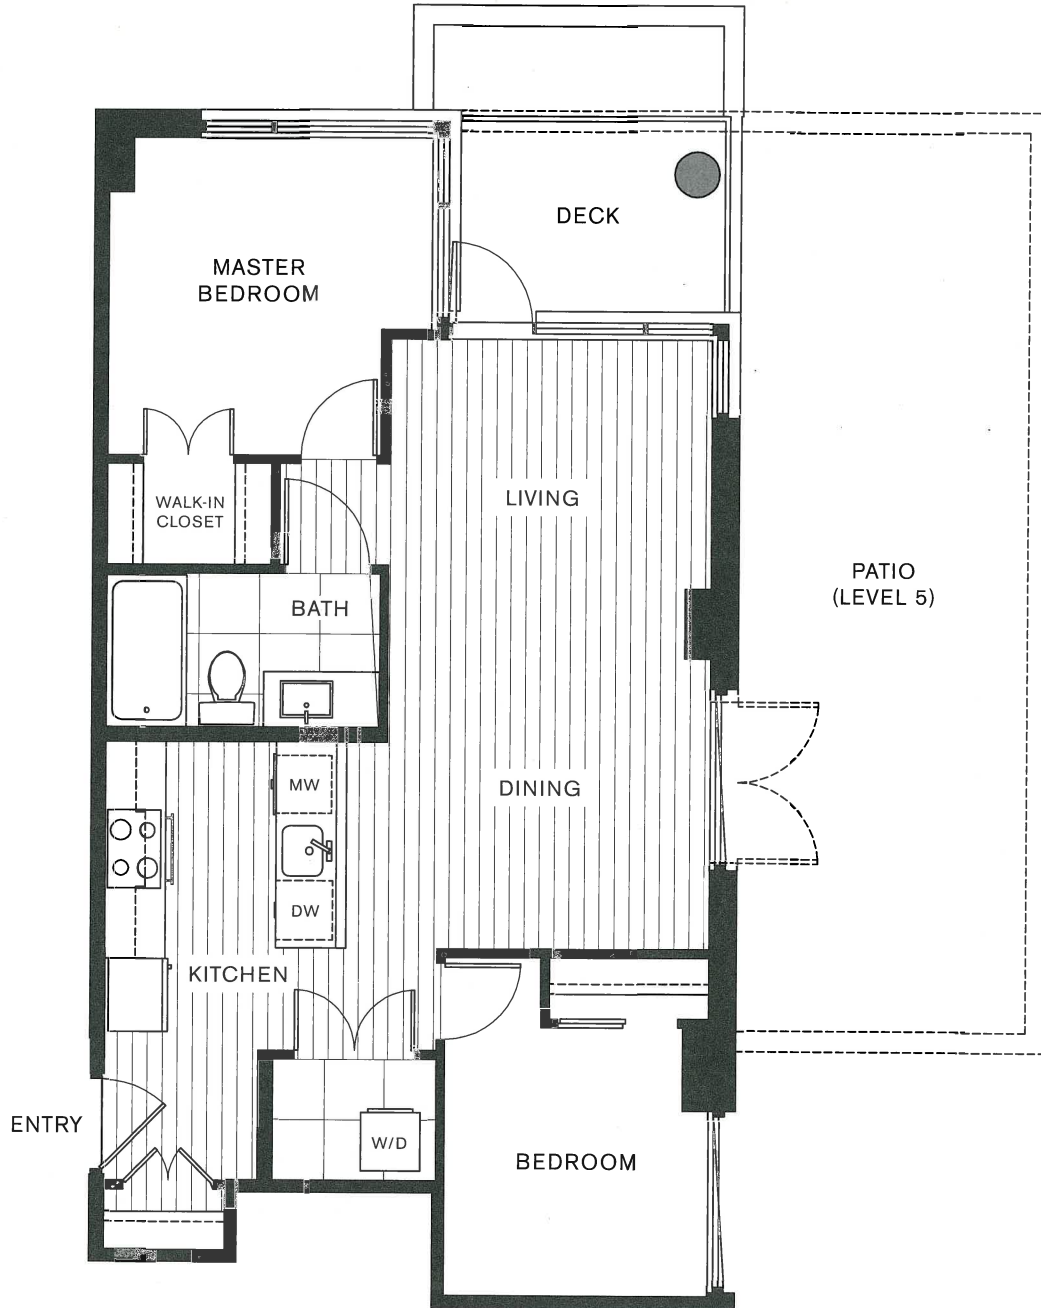 DECK
MASTER
BEDROOM
LIVING
WALK-IN
CLOSET
PATIO
(LEVEL 5)
BATH
MW
DINING
DW
KITCHEN
ENTRY
W/D
BEDROOM